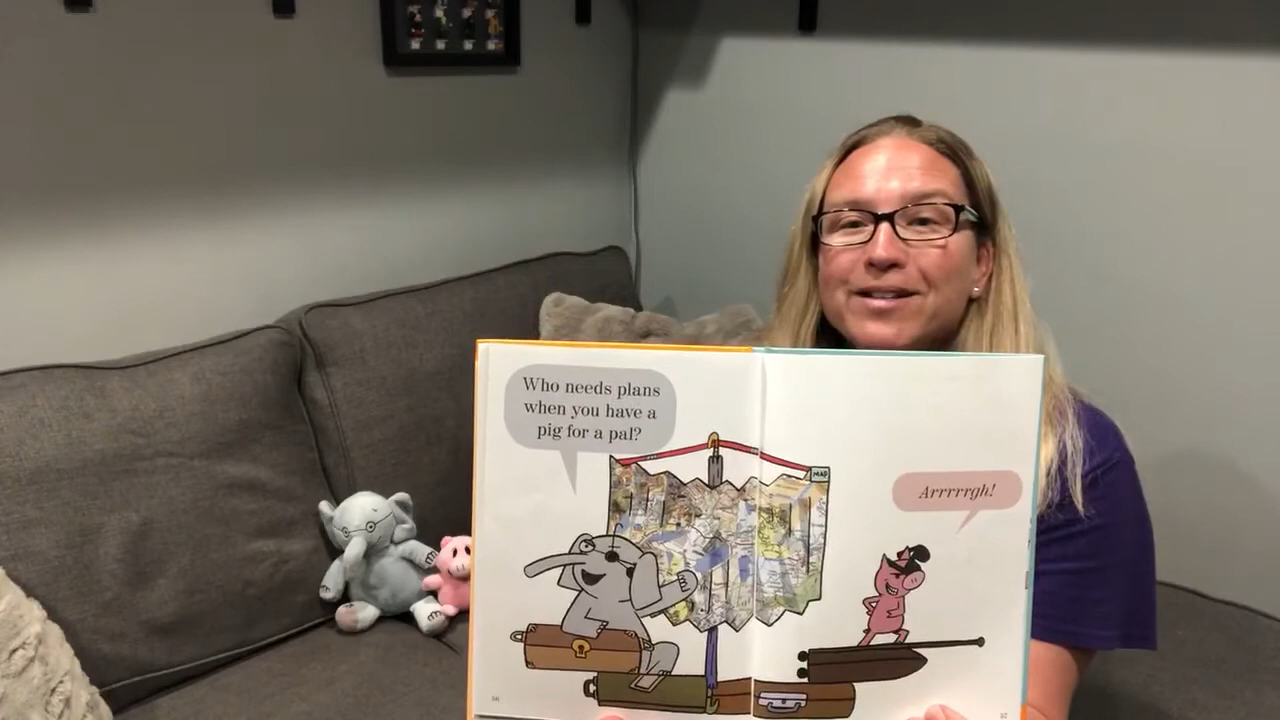 Who needs plans
when you have a
pig for a pal?
MAP
Arrrrrgh!